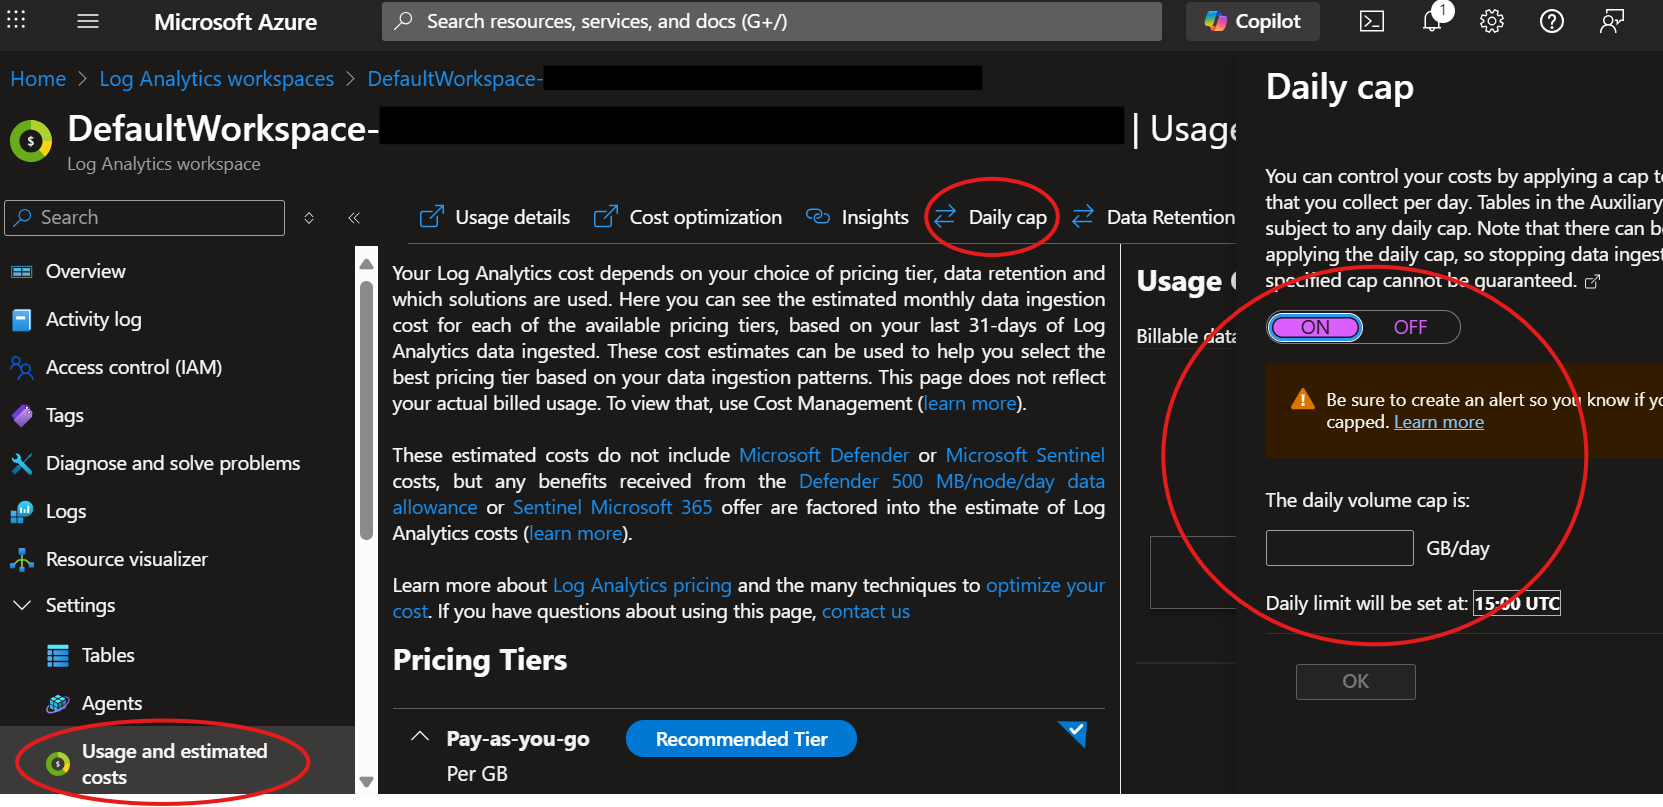 Microsoft Azure
Search resources, services, and docs (G+/)
Copilot
1
Home > Log Analytics workspaces > DefaultWorkspace-
DefaultWorkspace- | Usage
Log Analytics workspace
Search
Overview
Activity log
Access control (IAM)
Tags
Diagnose and solve problems
Logs
Resource visualizer
Settings
Tables
Agents
Usage and estimated
costs
Usage details
Cost optimization
Insights
Daily cap
Data Retention
Your Log Analytics cost depends on your choice of pricing tier, data retention and
which solutions are used. Here you can see the estimated monthly data ingestion
cost for each of the available pricing tiers, based on your last 31-days of Log
Analytics data ingested. These cost estimates can be used to help you select the
best pricing tier based on your data ingestion patterns. This page does not reflect
your actual billed usage. To view that, use Cost Management (learn more).
These estimated costs do not include Microsoft Defender or Microsoft Sentinel
costs, but any benefits received from the Defender 500 MB/node/day data
allowance or Sentinel Microsoft 365 offer are factored into the estimate of Log
Analytics costs (learn more).
Learn more about Log Analytics pricing and the many techniques to optimize your
cost. If you have questions about using this page, contact us
Pricing Tiers
Pay-as-you-go
Recommended Tier
Per GB
Usage
Billable data
Daily cap
You can control your costs by applying a cap to
that you collect per day. Tables in the Auxiliary
subject to any daily cap. Note that there can be
applying the daily cap, so stopping data ingest
specified cap cannot be guaranteed.
ON
OFF
Be sure to create an alert so you know if yo
capped. Learn more
The daily volume cap is:
GB/day
Daily limit will be set at: 15:00 UTC
OK